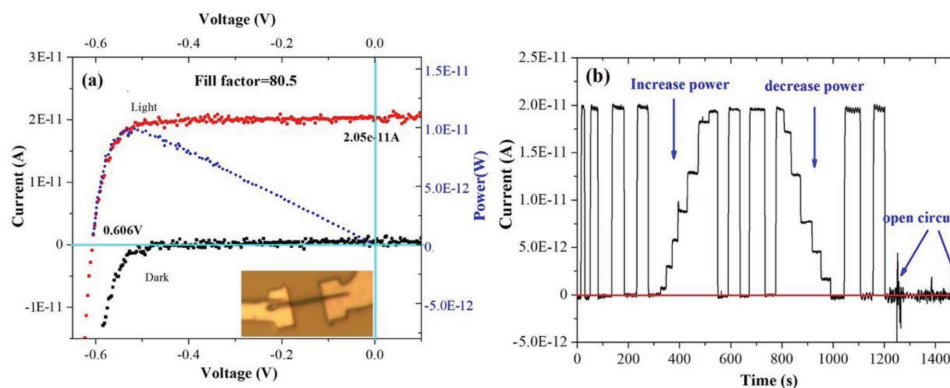 Voltage (V)
-0.6 -0.4 -0.2 0.0
3E-11
2E-11
1E-11
0
-1E-11
Current (A)
(a)
Fill factor=80.5
Light
2.05e-11A
0.606V
Dark
1.5E-11
1.0E-11
5.0E-12
0.
-5.0E-12
Power(W)
-0.6 -0.4 -0.2 0.0
Voltage (V)
2.5E-11
2.0E-11
1.5E-11
1.0E-11
5.0E-12
0
-5.0E-12
Current (A)
(b)
Increase power
decrease power
open circu
0 200 400 600 800 1000 1200 1400
Time (s)